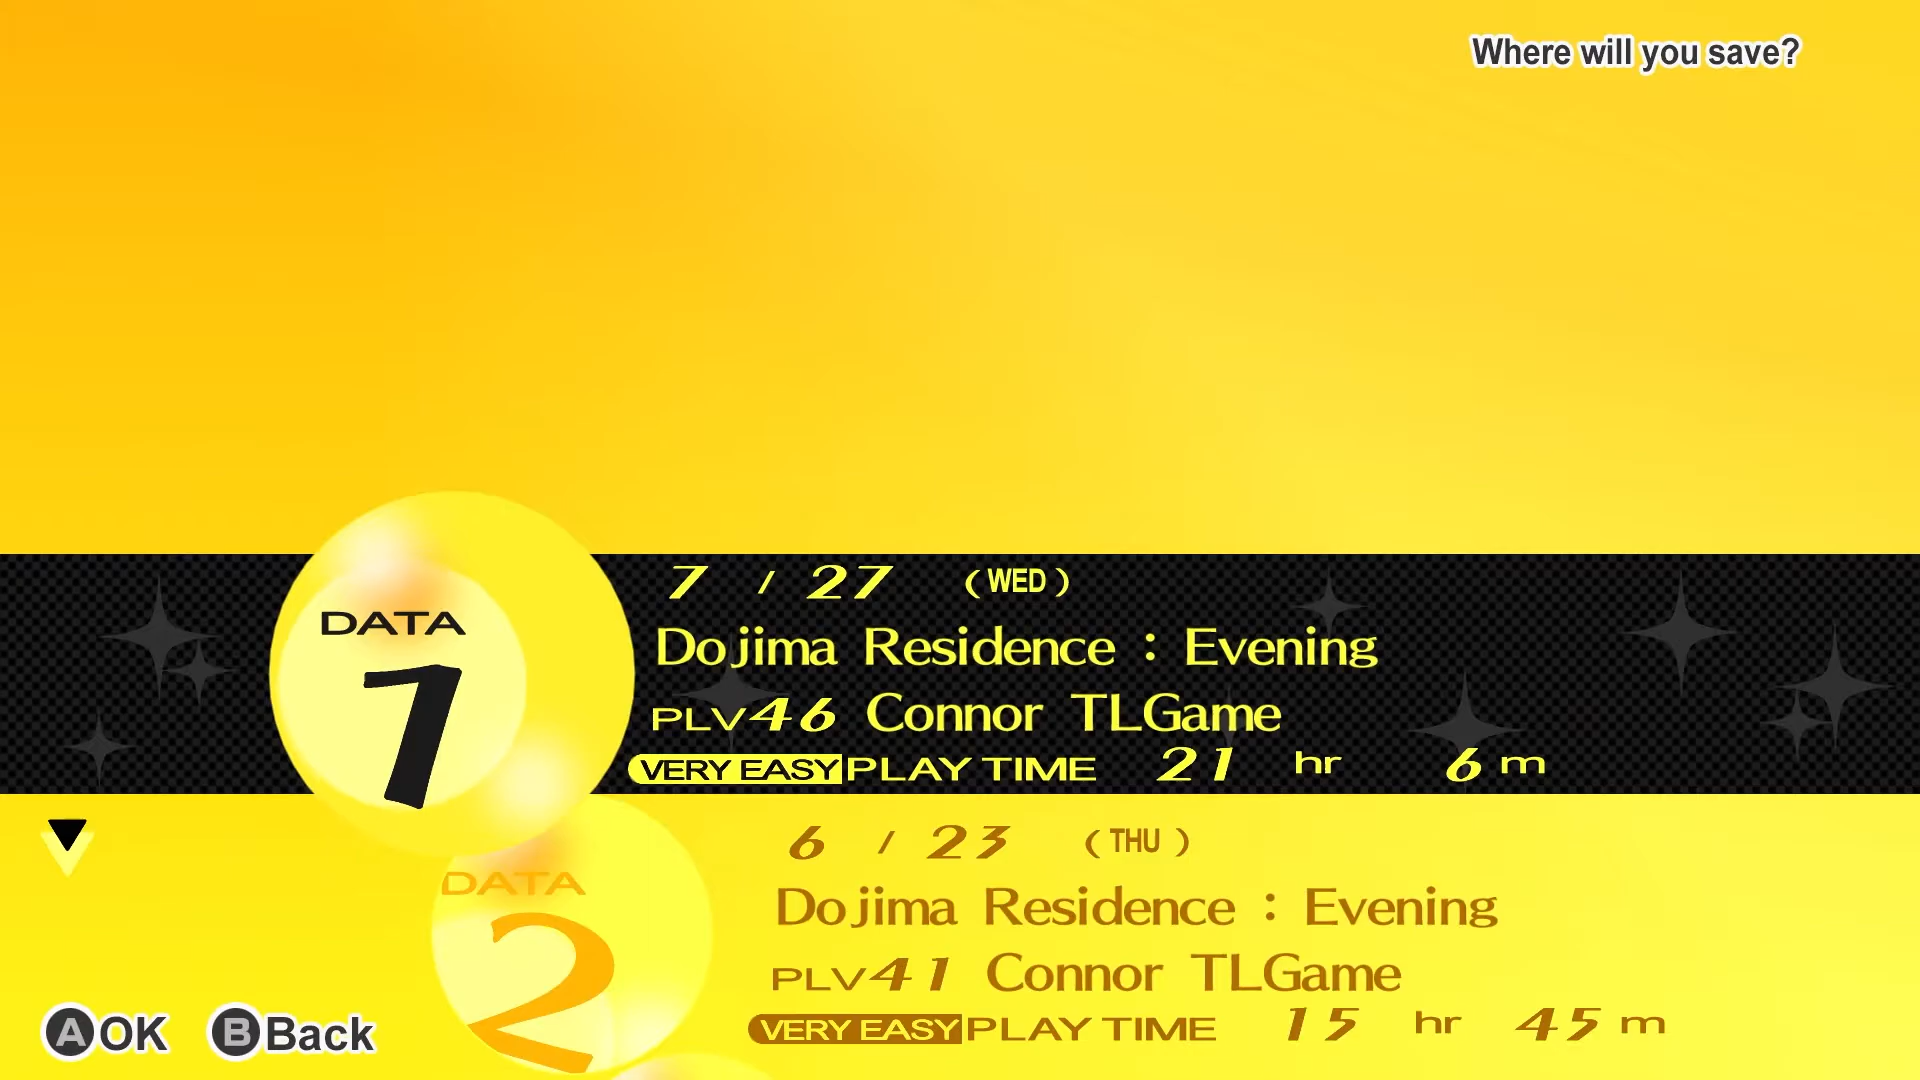 Where will you save?
DATA
1
7 / 27 (WED)
Dojima Residence : Evening
PLV46 Connor TLGame
VERY EASY PLAY TIME 21 hr 6 m
DATA
2
6 / 23 (THU)
Dojima Residence : Evening
PLV41 Connor TLGame
VERY EASY PLAY TIME 15 hr 45 m
A OK B Back